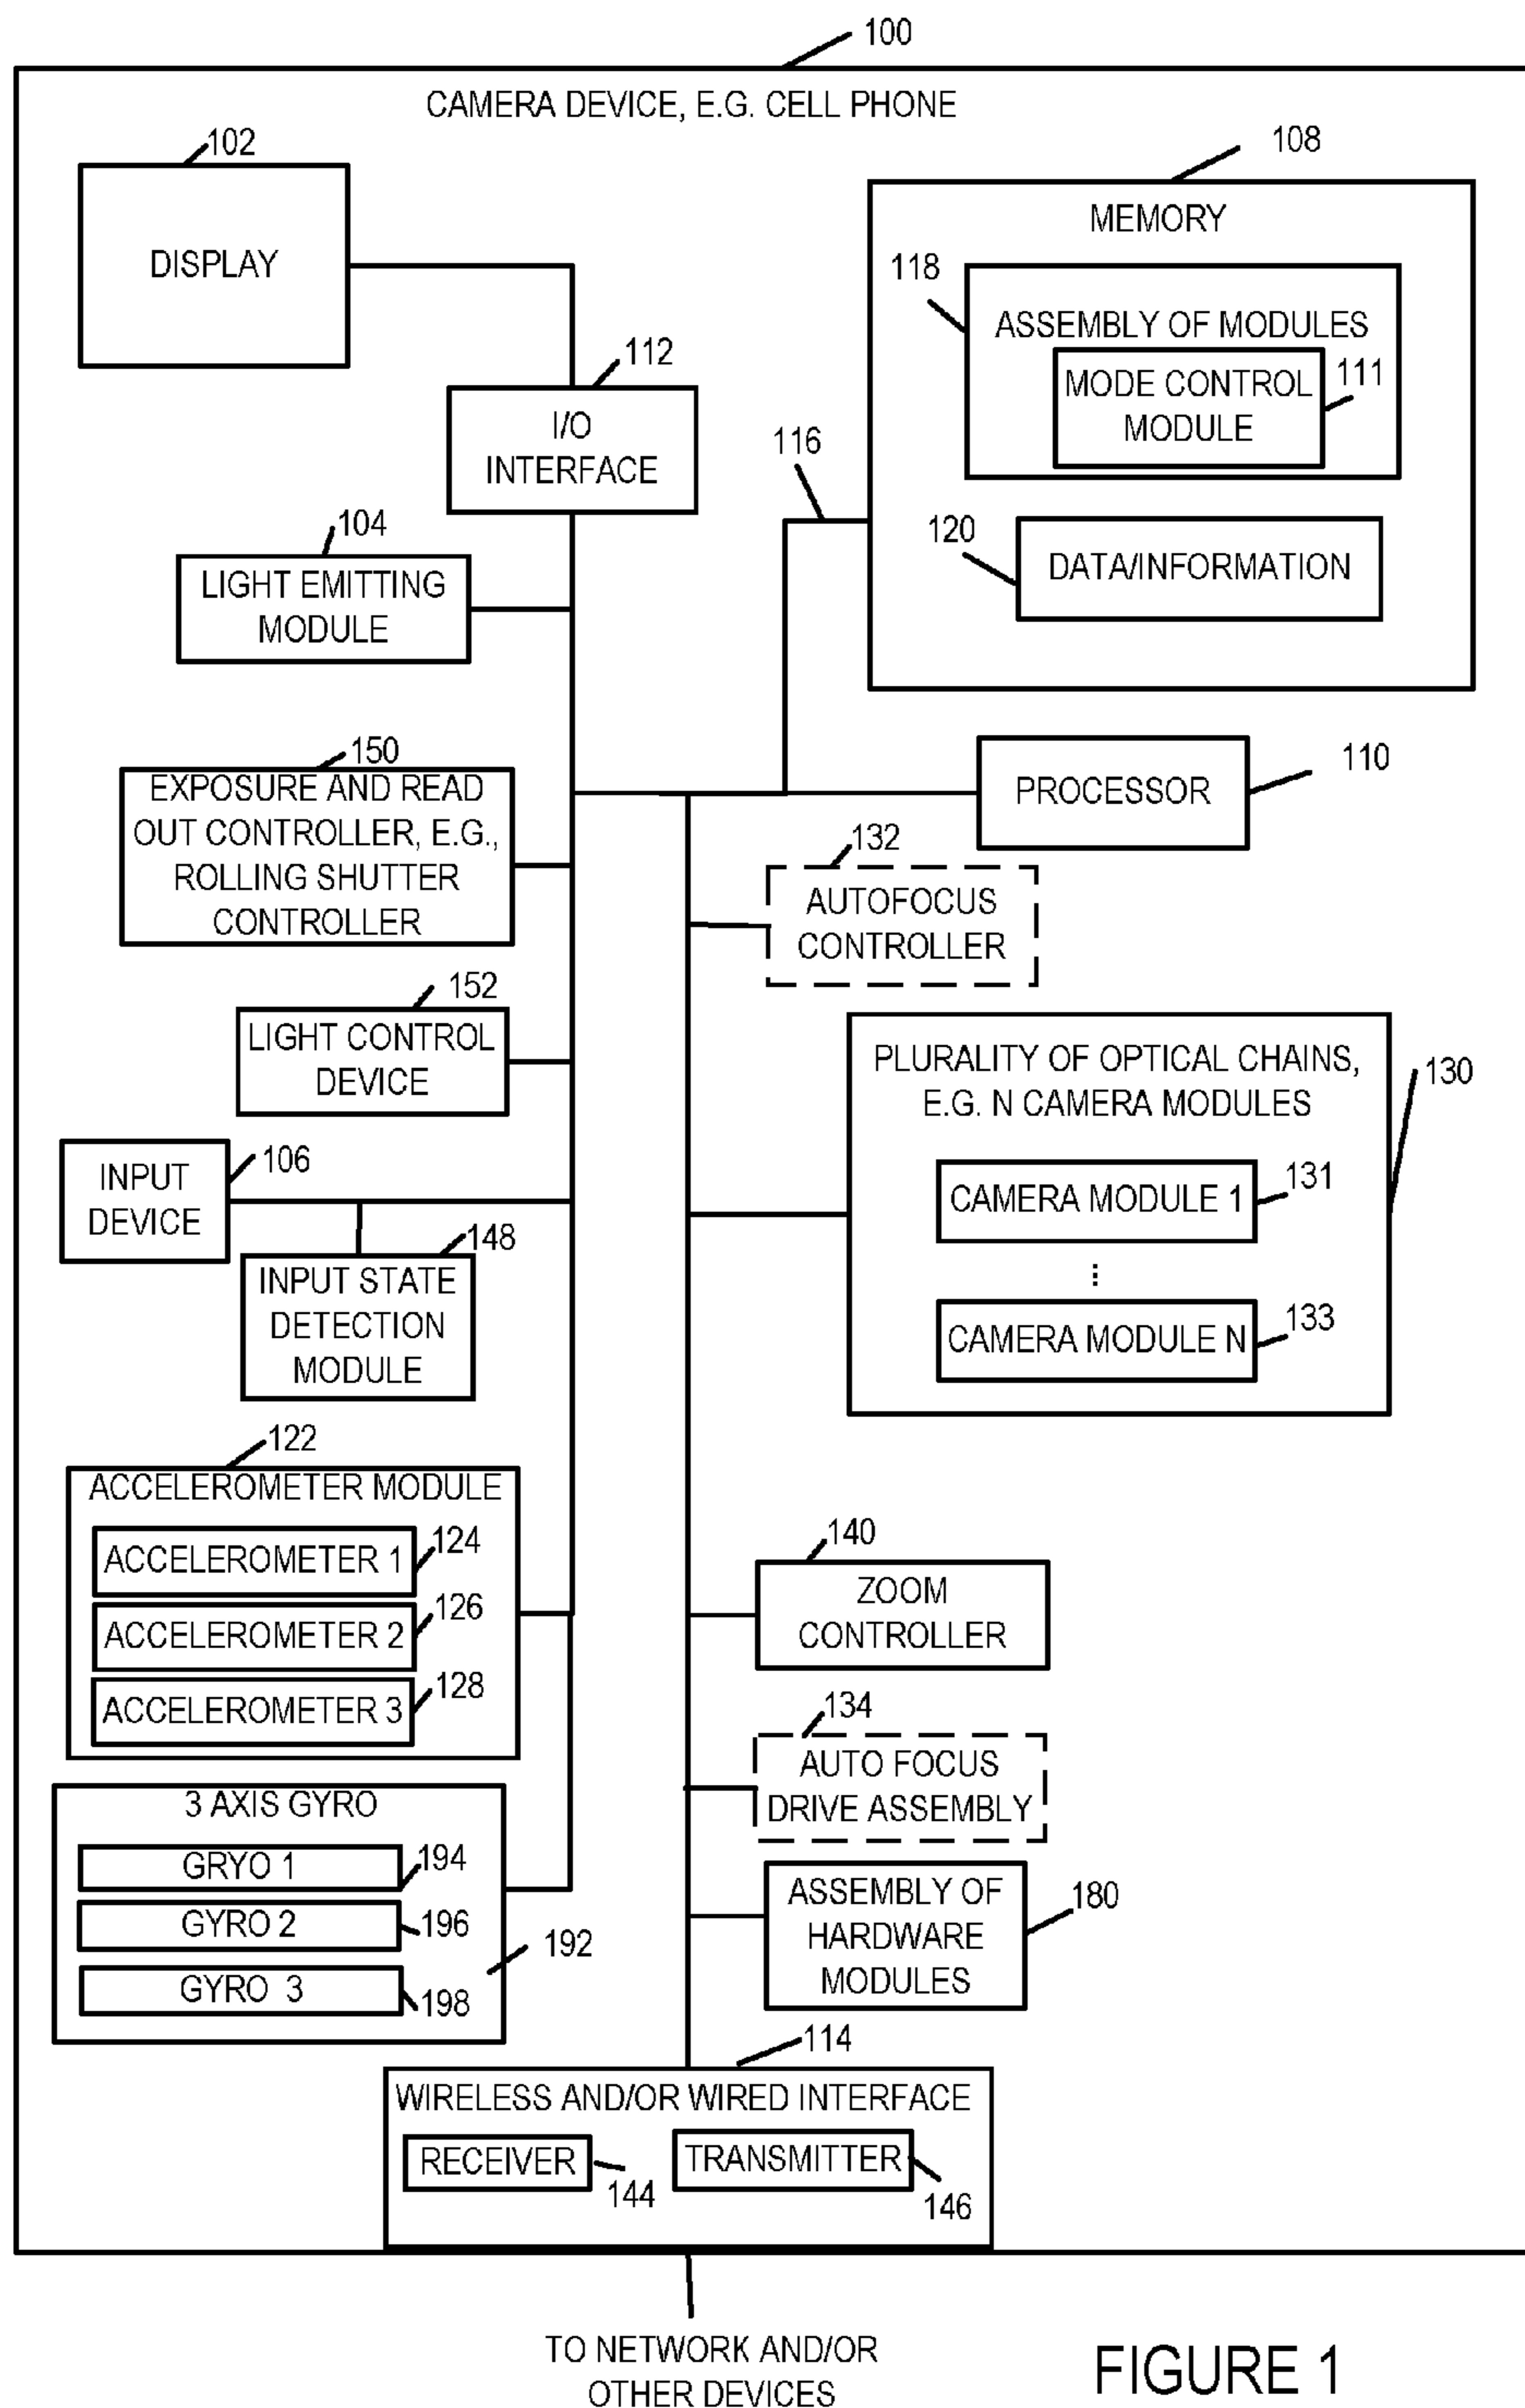 100
CAMERA DEVICE, E.G. CELL PHONE
102
DISPLAY
108
MEMORY
118
ASSEMBLY OF MODULES
MODE CONTROL
MODULE
111
120
DATA/INFORMATION
112
I/O
INTERFACE
116
104
LIGHT EMITTING
MODULE
150
EXPOSURE AND READ
OUT CONTROLLER, E.G.,
ROLLING SHUTTER
CONTROLLER
110
PROCESSOR
132
AUTOFOCUS
CONTROLLER
152
LIGHT CONTROL
DEVICE
130
PLURALITY OF OPTICAL CHAINS,
E.G. N CAMERA MODULES
CAMERA MODULE 1
131
...
CAMERA MODULE N
133
106
INPUT
DEVICE
148
INPUT STATE
DETECTION
MODULE
122
ACCELEROMETER MODULE
ACCELEROMETER 1
124
ACCELEROMETER 2
126
ACCELEROMETER 3
128
140
ZOOM
CONTROLLER
134
AUTO FOCUS
DRIVE ASSEMBLY
3 AXIS GYRO
GRYO 1
194
GYRO 2
196
192
GYRO 3
198
ASSEMBLY OF
HARDWARE
MODULES
180
114
WIRELESS AND/OR WIRED INTERFACE
RECEIVER
144
TRANSMITTER
146
TO NETWORK AND/OR
OTHER DEVICES
FIGURE 1